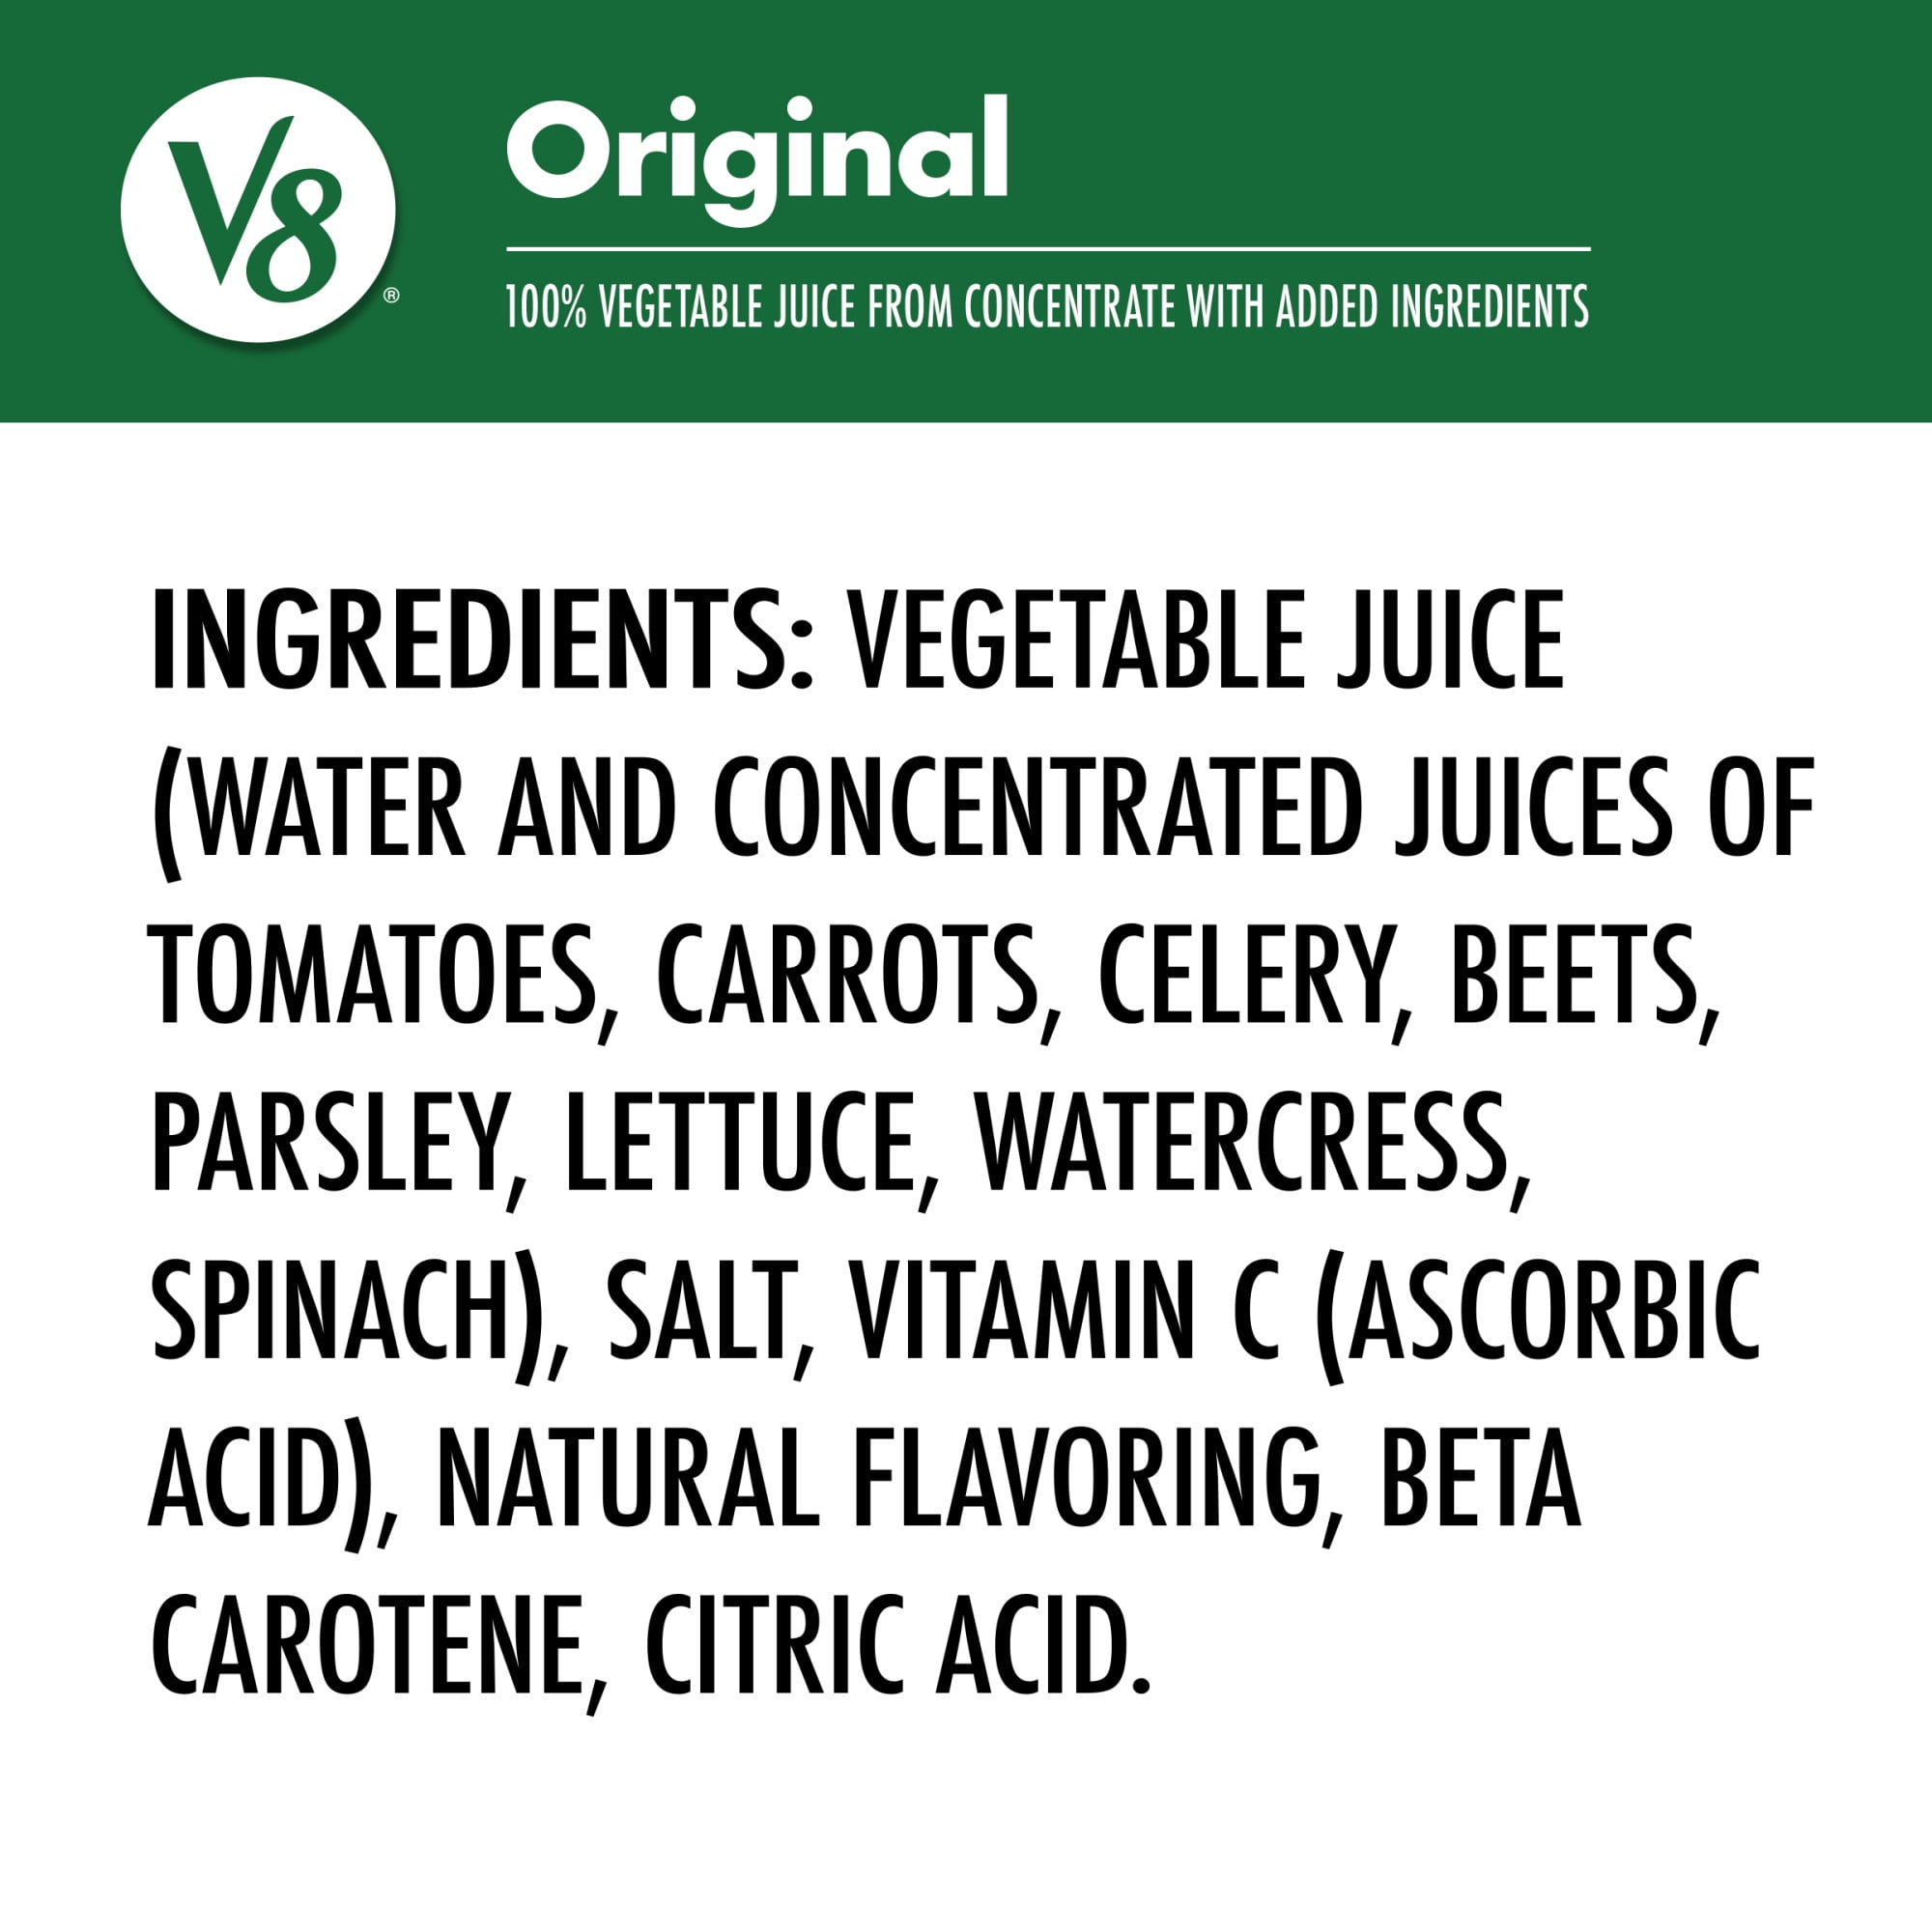 V8®
Original
100% VEGETABLE JUICE FROM CONCENTRATE WITH ADDED INGREDIENTS
INGREDIENTS: VEGETABLE JUICE
(WATER AND CONCENTRATED JUICES OF
TOMATOES, CARROTS, CELERY, BEETS,
PARSLEY, LETTUCE, WATERCRESS,
SPINACH), SALT, VITAMIN C (ASCORBIC
ACID), NATURAL FLAVORING, BETA
CAROTENE, CITRIC ACID.